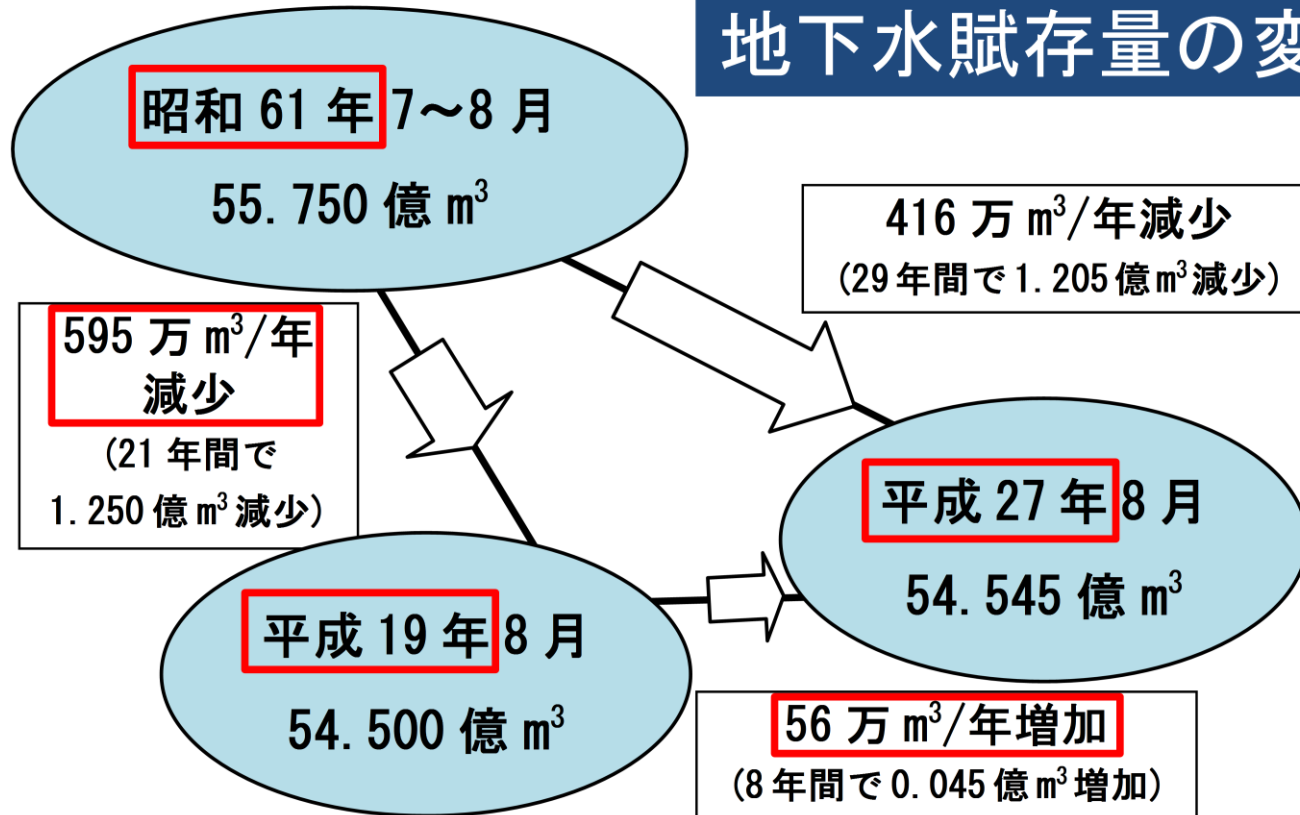 地下水賦存量の変
昭和 61 年 7～8 月
55.750 億 m³
416 万 m³/年減少
(29 年間で 1.205 億 m³ 減少)
595 万 m³/年
減少
(21 年間で
1.250 億 m³ 減少)
平成 27 年 8 月
54.545 億 m³
平成 19 年 8 月
54.500 億 m³
56 万 m³/年増加
(8 年間で 0.045 億 m³ 増加)